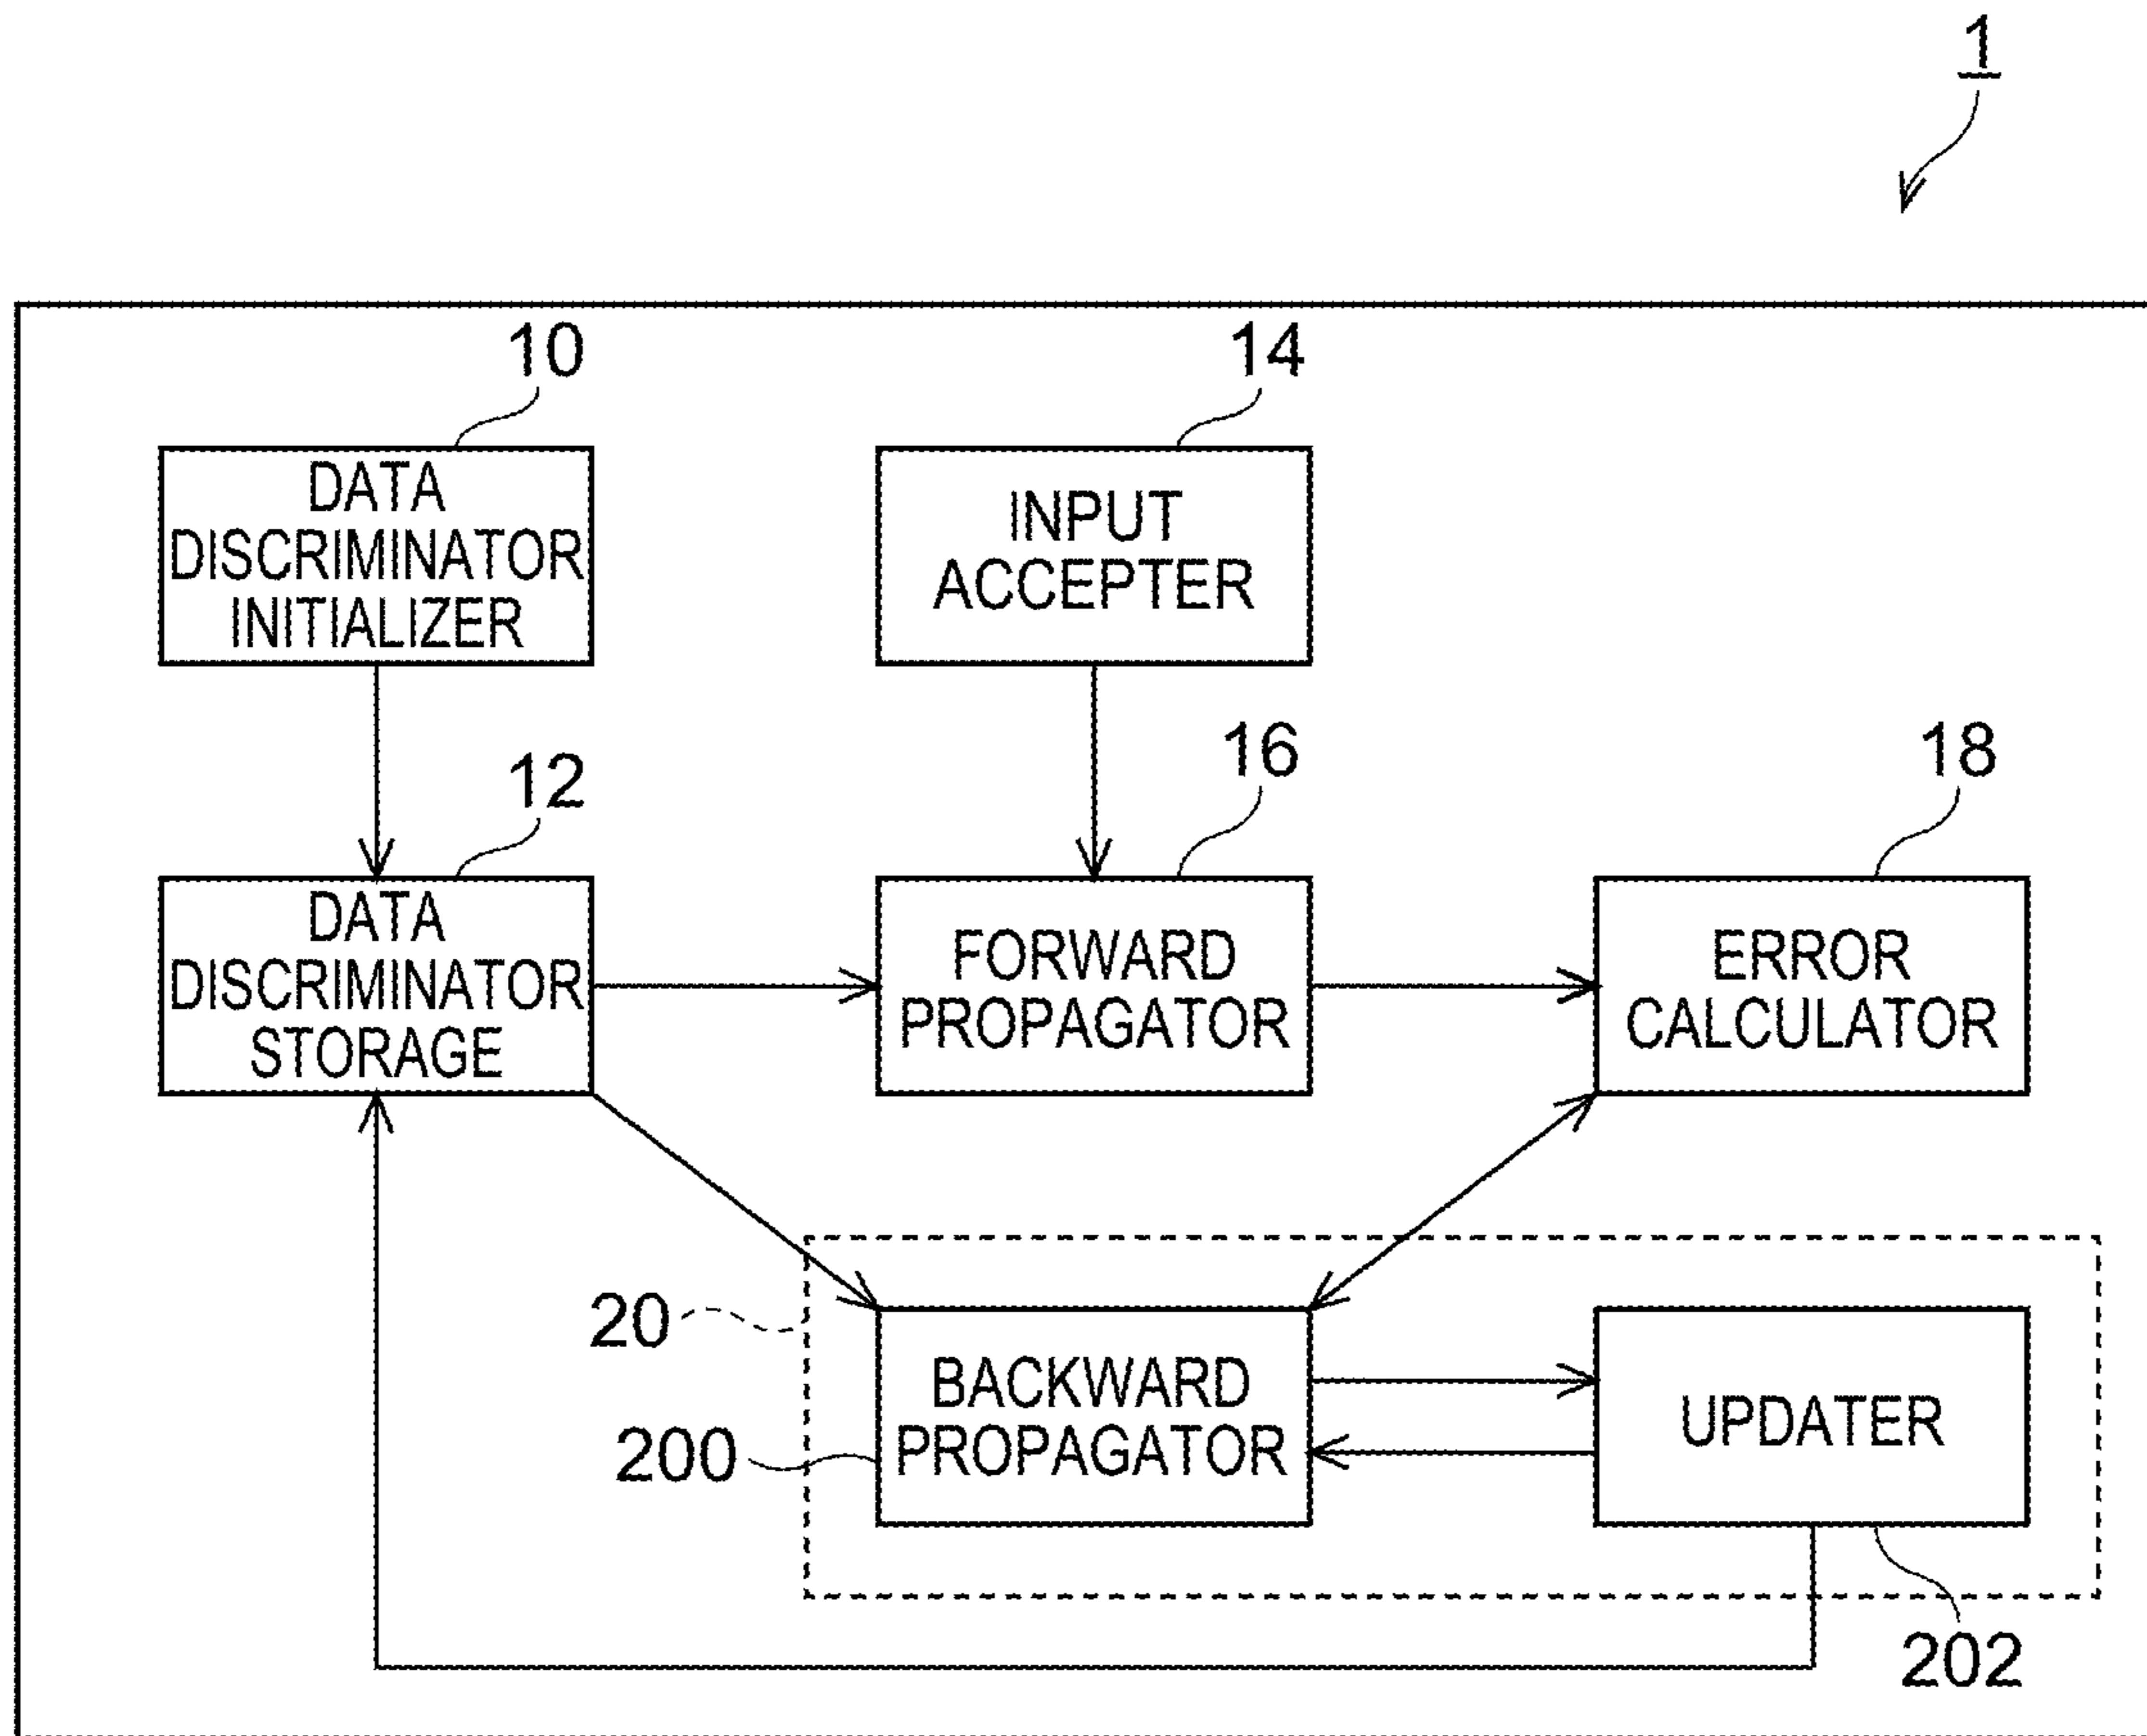 1
10
14
DATA
DISCRIMINATOR
INITIALIZER
INPUT
ACCEPTER
12
16
18
DATA
DISCRIMINATOR
STORAGE
FORWARD
PROPAGATOR
ERROR
CALCULATOR
20
200
BACKWARD
PROPAGATOR
UPDATER
202